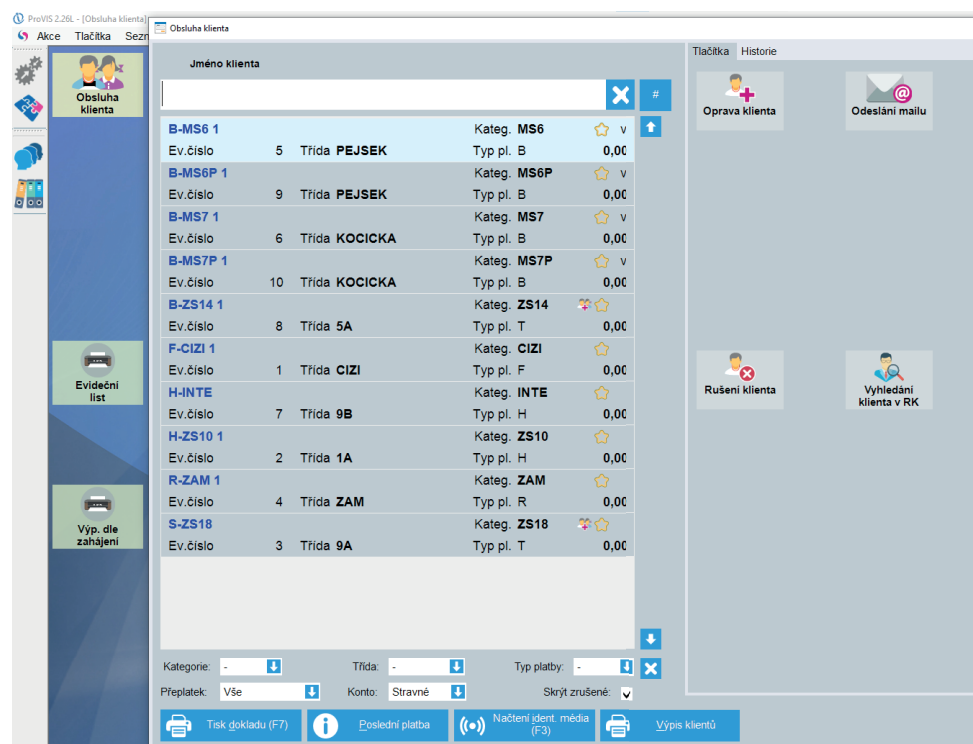 ProVIS 2.26L - [Obsluha klienta]
Akce Tlačítka Sezn
Obsluha klienta
Evideční list
Výp. dle zahájení
Obsluha klienta
Jméno klienta
#
B-MS6 1 Kateg. MS6 v
Ev.číslo 5 Třída PEJSEK Typ pl. B 0,00
B-MS6P 1 Kateg. MS6P v
Ev.číslo 9 Třída PEJSEK Typ pl. B 0,00
B-MS7 1 Kateg. MS7 v
Ev.číslo 6 Třída KOCICKA Typ pl. B 0,00
B-MS7P 1 Kateg. MS7P v
Ev.číslo 10 Třída KOCICKA Typ pl. B 0,00
B-ZS14 1 Kateg. ZS14
Ev.číslo 8 Třída 5A Typ pl. T 0,00
F-CIZI 1 Kateg. CIZI
Ev.číslo 1 Třída CIZI Typ pl. F 0,00
H-INTE Kateg. INTE
Ev.číslo 7 Třída 9B Typ pl. H 0,00
H-ZS10 1 Kateg. ZS10
Ev.číslo 2 Třída 1A Typ pl. H 0,00
R-ZAM 1 Kateg. ZAM
Ev.číslo 4 Třída ZAM Typ pl. R 0,00
S-ZS18 Kateg. ZS18
Ev.číslo 3 Třída 9A Typ pl. T 0,00
Kategorie: - Třída: - Typ platby: -
Přeplatek: Vše Konto: Stravné Skrýt zrušené:
Tisk dokladu (F7)
Poslední platba
Načtení ident. média
(F3)
Výpis klientů
Tlačítka Historie
Oprava klienta
Odeslání mailu
Rušení klienta
Vyhledání
klienta v RK